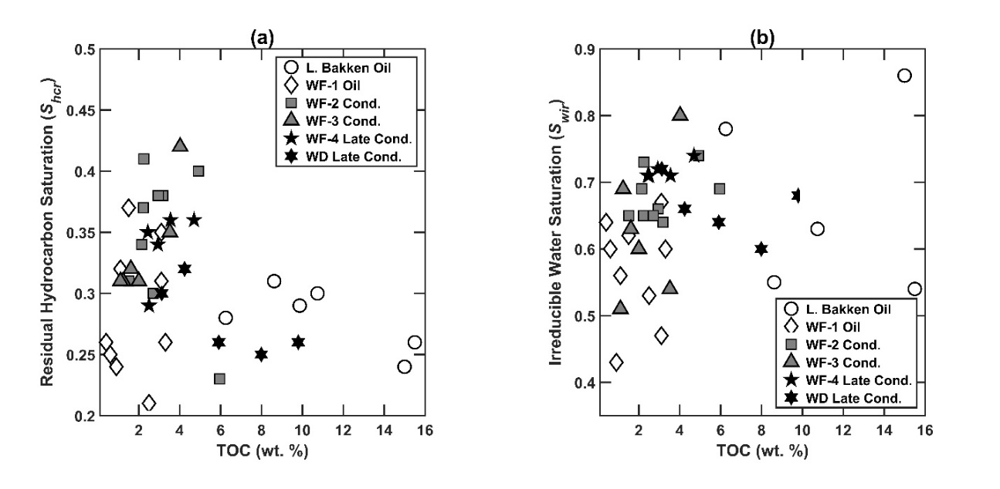 (a)
0.5
0.45
0.4
0.35
0.3
0.25
0.2
Residual Hydrocarbon Saturation (Shcr)
2 4 6 8 10 12 14 16
TOC (wt. %)
L. Bakken Oil
WF-1 Oil
WF-2 Cond.
WF-3 Cond.
WF-4 Late Cond.
WD Late Cond.
(b)
0.9
0.8
0.7
0.6
0.5
0.4
Irreducible Water Saturation (Swir)
2 4 6 8 10 12 14 16
TOC (wt. %)
L. Bakken Oil
WF-1 Oil
WF-2 Cond.
WF-3 Cond.
WF-4 Late Cond.
WD Late Cond.